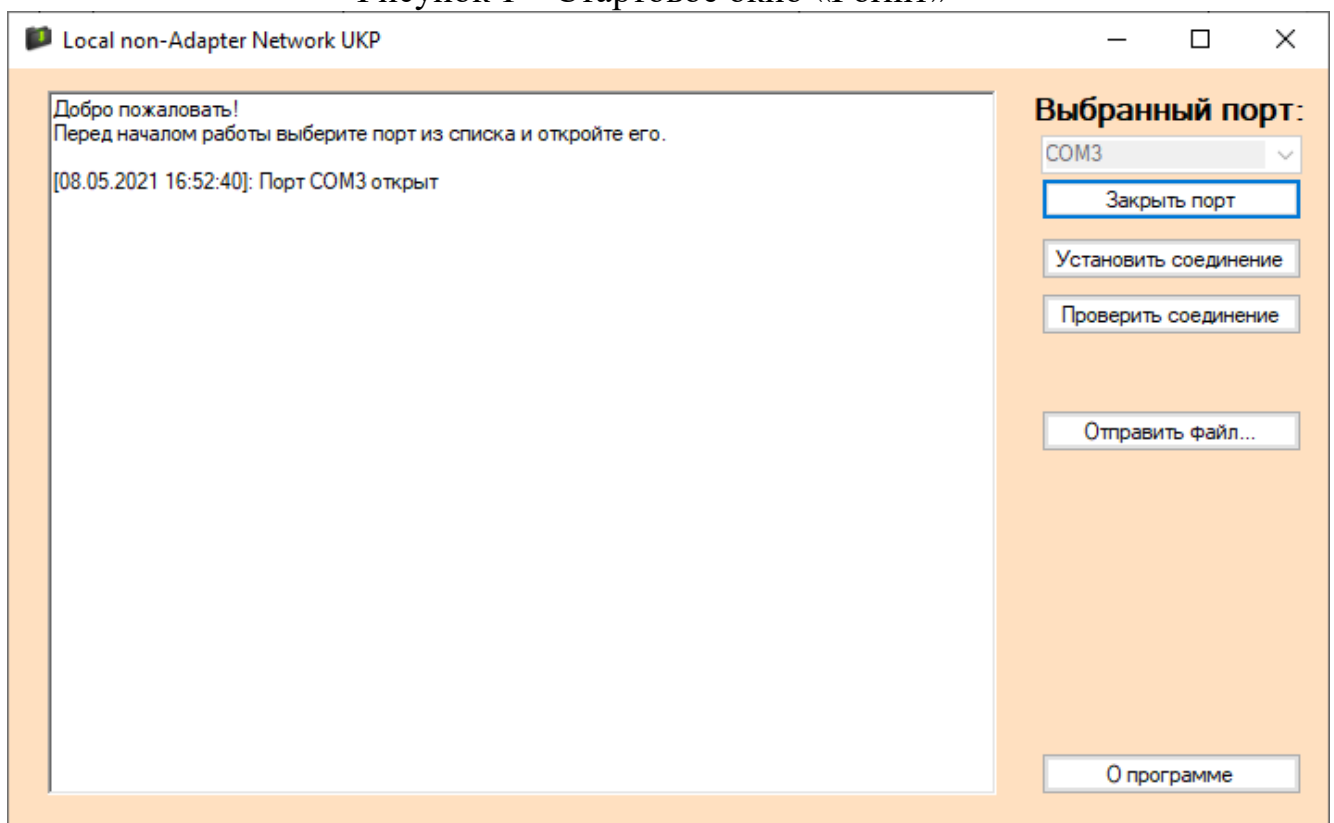 Local non-Adapter Network UKP
Добро пожаловать!
Перед началом работы выберите порт из списка и откройте его.
[08.05.2021 16:52:40]: Порт COM3 открыт
Выбранный порт:
COM3
Закрыть порт
Установить соединение
Проверить соединение
Отправить файл...
О программе